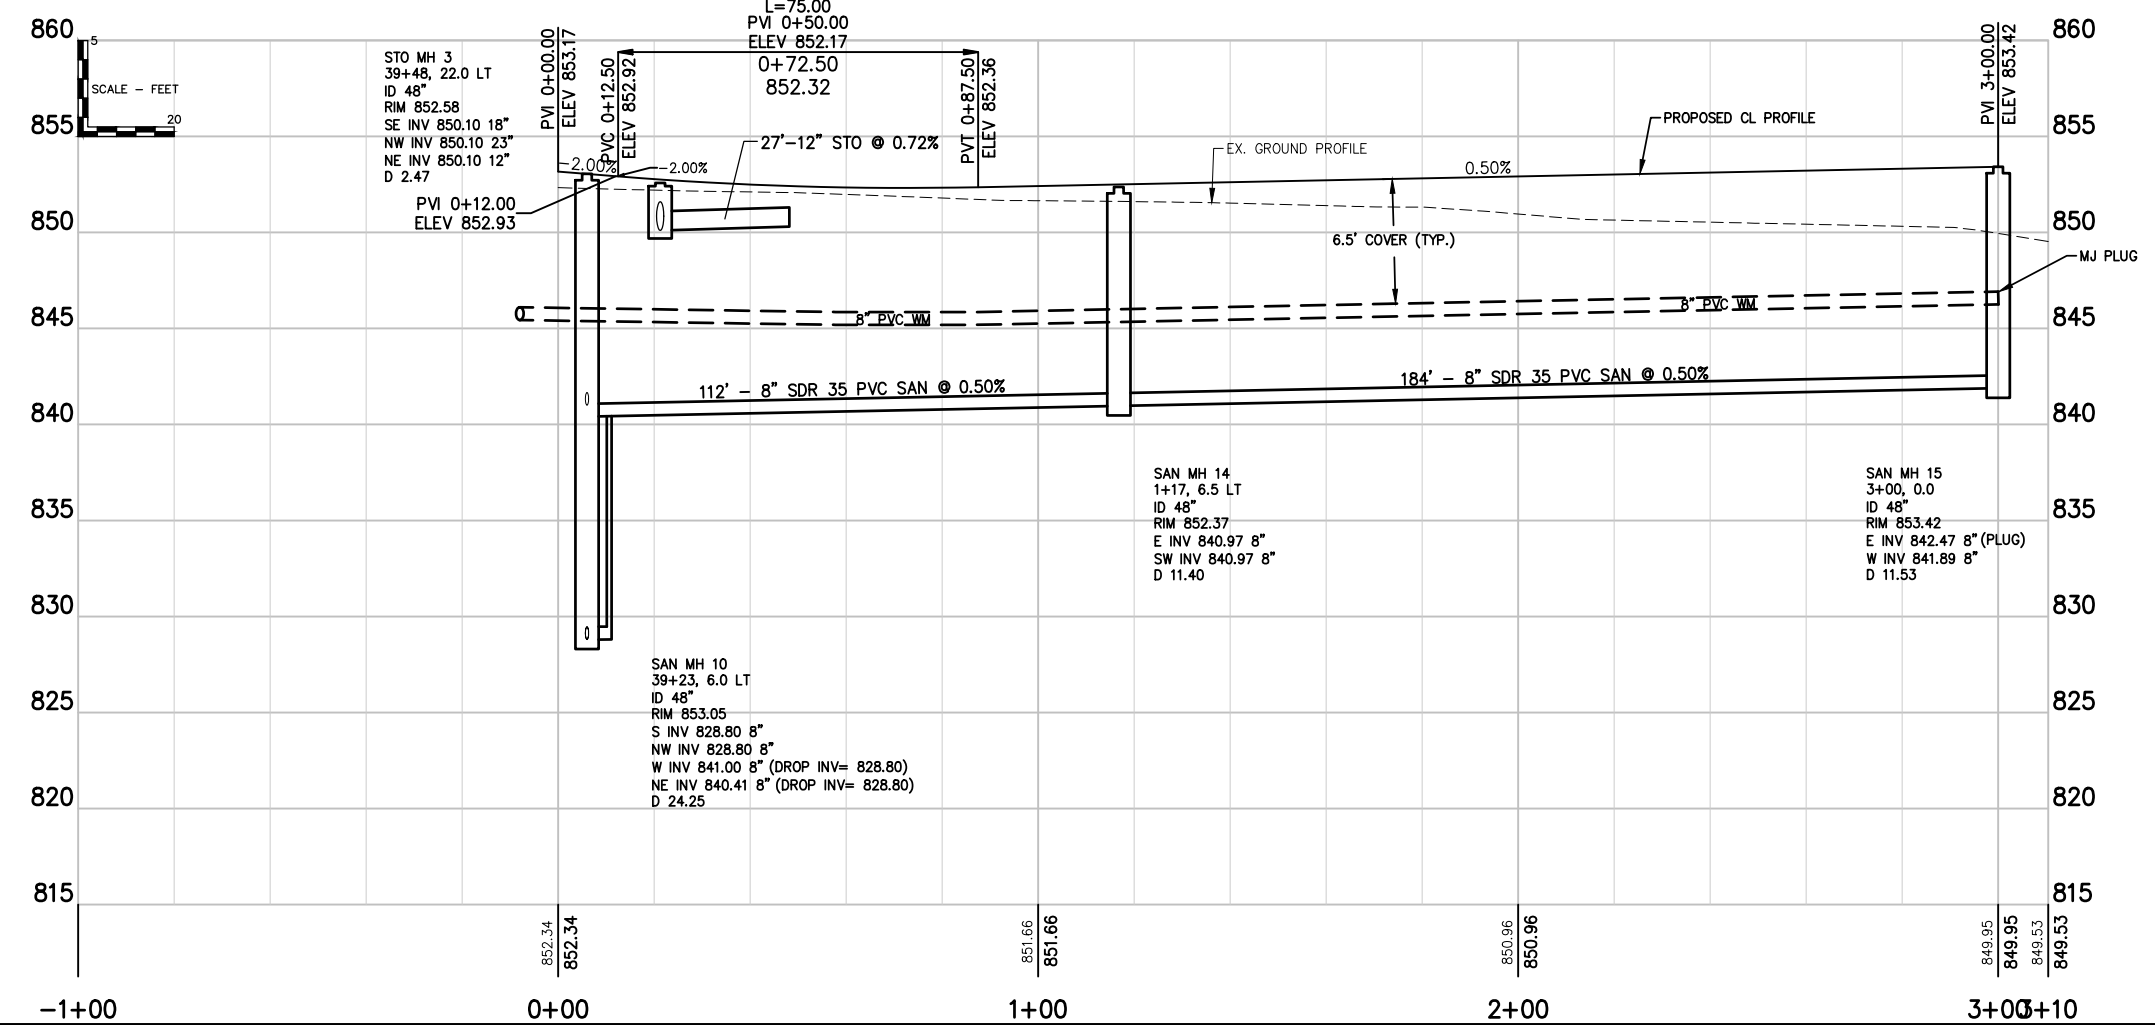 L=75.00
PVI 0+50.00
ELEV 852.17
0+72.50
852.32
860
860
5
SCALE - FEET
20
STO MH 3
39+48, 22.0 LT
ID 48"
RIM 852.58
SE INV 850.10 18"
NW INV 850.10 23"
NE INV 850.10 12"
D 2.47
PVI 0+00.00
ELEV 853.17
PVC 0+12.50
ELEV 852.92
PVT 0+87.50
ELEV 852.36
PVI 3+00.00
ELEV 853.42
855
855
27'-12" STO @ 0.72%
PROPOSED CL PROFILE
EX. GROUND PROFILE
-2.00%
-2.00%
0.50%
PVI 0+12.00
ELEV 852.93
850
850
6.5' COVER (TYP.)
MJ PLUG
845
845
8" PVC WM
8" PVC WM
112' - 8" SDR 35 PVC SAN @ 0.50%
184' - 8" SDR 35 PVC SAN @ 0.50%
840
840
SAN MH 14
1+17, 6.5 LT
ID 48"
RIM 852.37
E INV 840.97 8"
SW INV 840.97 8"
D 11.40
SAN MH 15
3+00, 0.0
ID 48"
RIM 853.42
E INV 842.47 8" (PLUG)
W INV 841.89 8"
D 11.53
835
835
830
830
SAN MH 10
39+23, 6.0 LT
ID 48"
RIM 853.05
S INV 828.80 8"
NW INV 828.80 8"
W INV 841.00 8" (DROP INV= 828.80)
NE INV 840.41 8" (DROP INV= 828.80)
D 24.25
825
825
820
820
815
815
852.34
852.34
851.66
851.66
850.96
850.96
849.95
849.95
849.53
849.53
-1+00
0+00
1+00
2+00
3+00
3+10